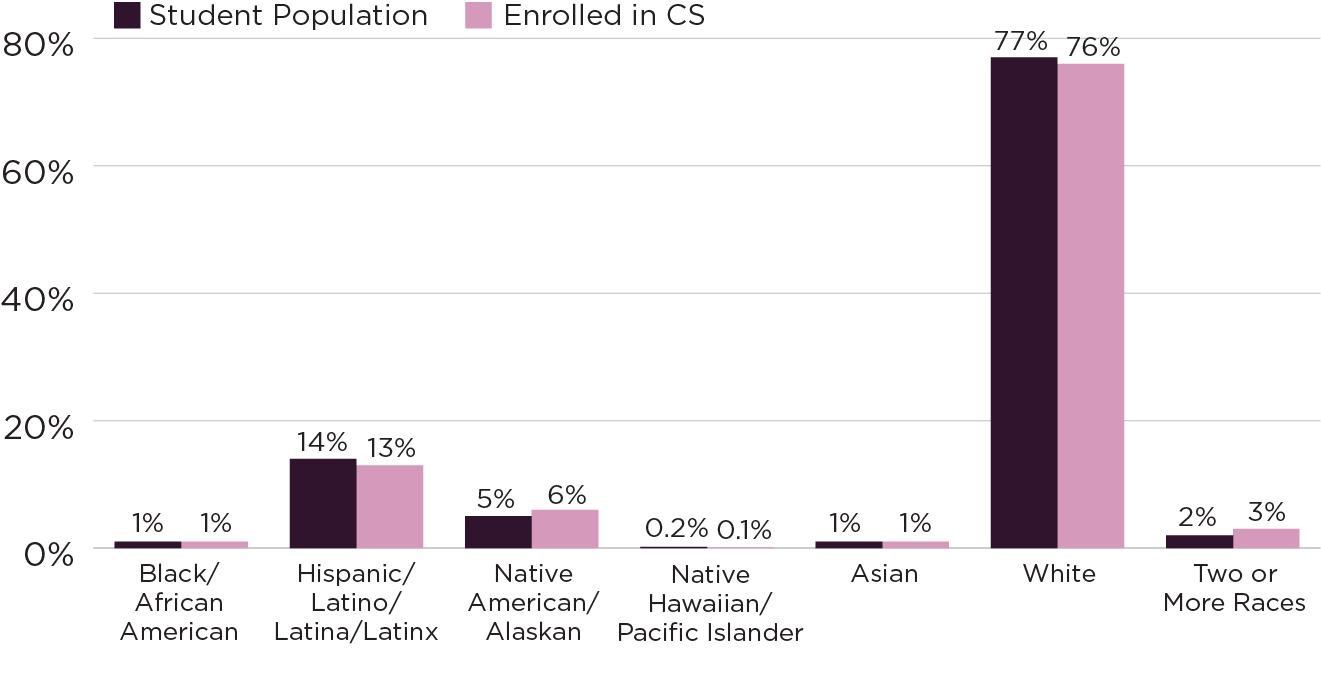 Student Population Enrolled in CS
80%
60%
40%
20%
0%
1% 1%
14% 13%
5% 6%
0.2% 0.1%
1% 1%
77% 76%
2% 3%
Black/
African
American
Hispanic/
Latino/
Latina/Latinx
Native
American/
Alaskan
Native
Hawaiian/
Pacific Islander
Asian
White
Two or
More Races